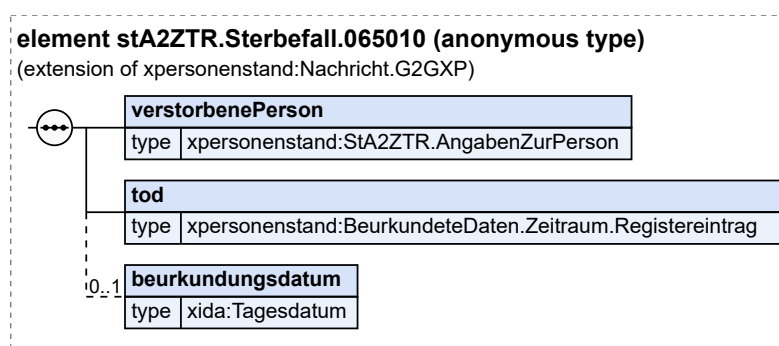 element stA2ZTR.Sterbefall.065010 (anonymous type)
(extension of xpersonenstand:Nachricht.G2GXP)
verstorbenePerson
type xpersonenstand:StA2ZTR.AngabenZurPerson
tod
type xpersonenstand:BeurkundeteDaten.Zeitraum.Registereintrag
0..1 beurkundungsdatum
type xida:Tagesdatum